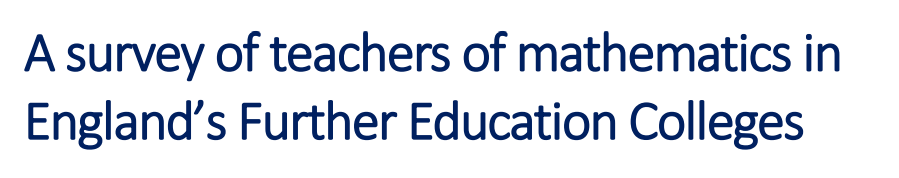 A survey of teachers of mathematics in
England’s Further Education Colleges